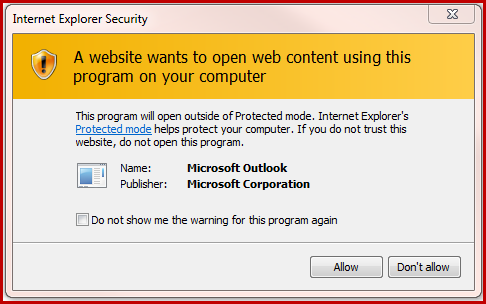 Internet Explorer Security
A website wants to open web content using this
program on your computer
This program will open outside of Protected mode. Internet Explorer's
Protected mode helps protect your computer. If you do not trust this
website, do not open this program.
Name: Microsoft Outlook
Publisher: Microsoft Corporation
Do not show me the warning for this program again
Allow Don't allow